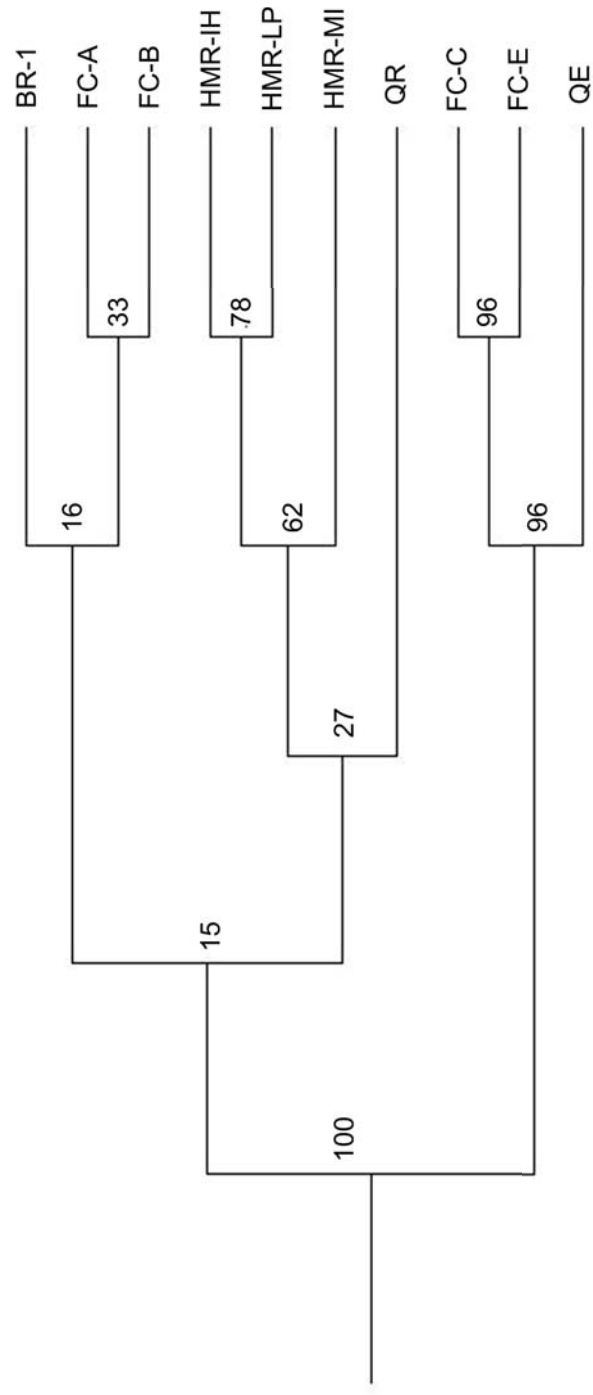 BR-1
FC-A
FC-B
HMR-IH
HMR-LP
HMR-MI
QR
FC-C
FC-E
QE
33
78
96
16
62
96
27
15
100